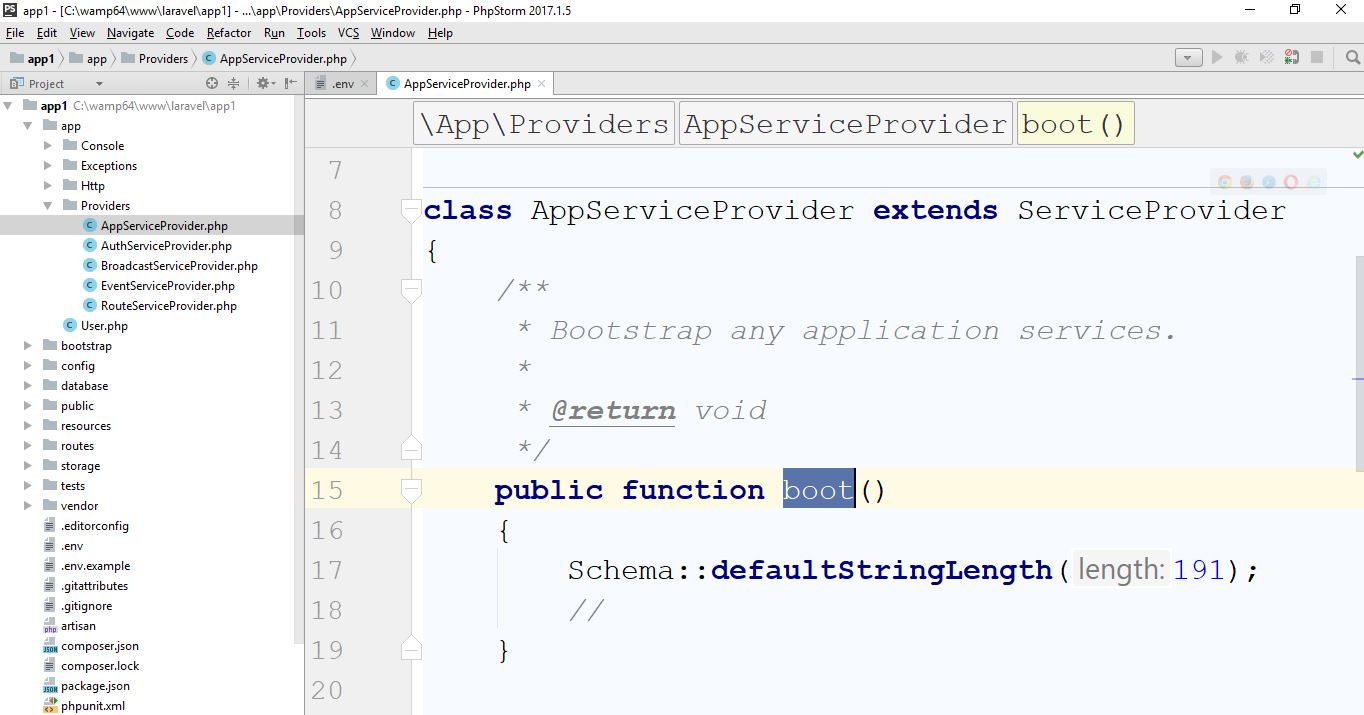 PS app1 - [C:\wamp64\www\laravel\app1] - ...\app\Providers\AppServiceProvider.php - PhpStorm 2017.1.5
File Edit View Navigate Code Refactor Run Tools VCS Window Help
app1 app Providers AppServiceProvider.php
Project
.env AppServiceProvider.php
app1 C:\wamp64\www\laravel\app1
app
Console
Exceptions
Http
Providers
AppServiceProvider.php
AuthServiceProvider.php
BroadcastServiceProvider.php
EventServiceProvider.php
RouteServiceProvider.php
User.php
bootstrap
config
database
public
resources
routes
storage
tests
vendor
.editorconfig
.env
.env.example
.gitattributes
.gitignore
artisan
composer.json
composer.lock
package.json
phpunit.xml
\App\Providers AppServiceProvider boot()
7
8 class AppServiceProvider extends ServiceProvider
9 {
10 /**
11 * Bootstrap any application services.
12 *
13 * @return void
14 */
15 public function boot()
16 {
17 Schema::defaultStringLength( length: 191);
18 //
19 }
20